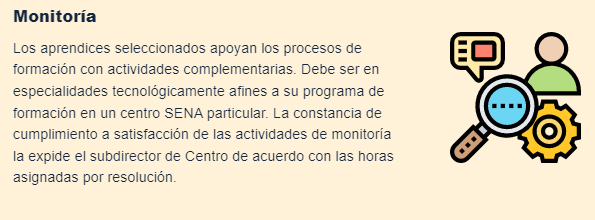 Monitoría
Los aprendices seleccionados apoyan los procesos de
formación con actividades complementarias. Debe ser en
especialidades tecnológicamente afines a su programa de
formación en un centro SENA particular. La constancia de
cumplimiento a satisfacción de las actividades de monitoría
la expide el subdirector de Centro de acuerdo con las horas
asignadas por resolución.